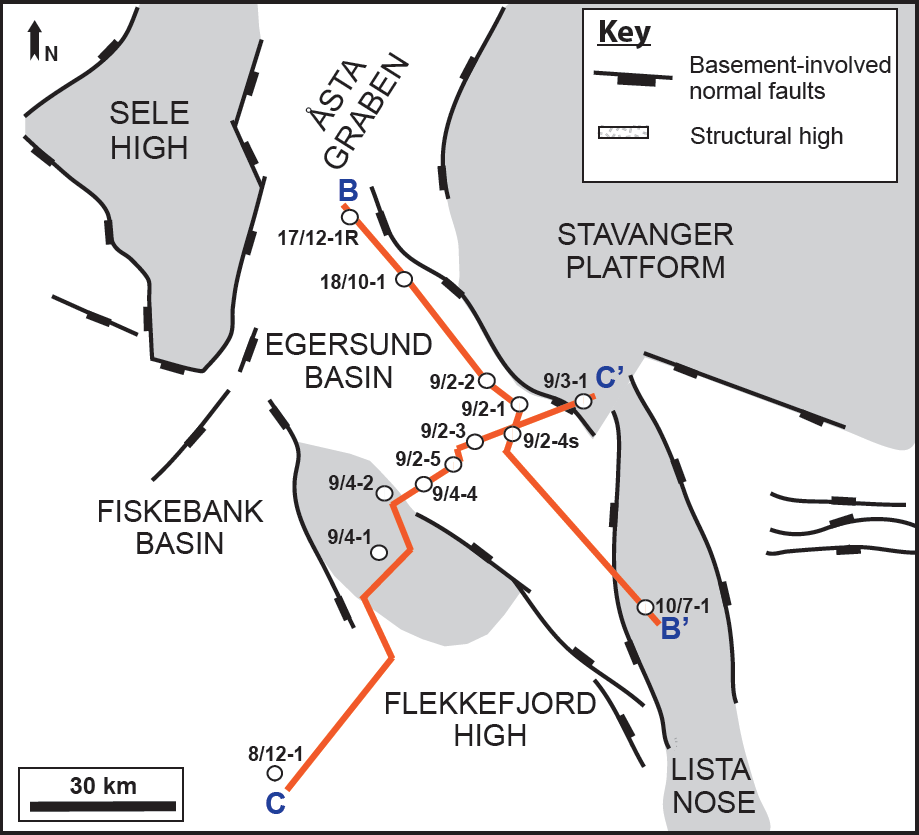 N
Key
Basement-involved
normal faults
Structural high
SELE
HIGH
ÅSTA
GRABEN
B
17/12-1R
18/10-1
STAVANGER
PLATFORM
EGERSUND
BASIN
9/2-2
9/3-1
C’
9/2-1
9/2-3
9/2-4s
9/2-5
9/4-2
9/4-4
FISKEBANK
BASIN
9/4-1
10/7-1
B’
FLEKKEFJORD
HIGH
8/12-1
C
LISTA
NOSE
30 km